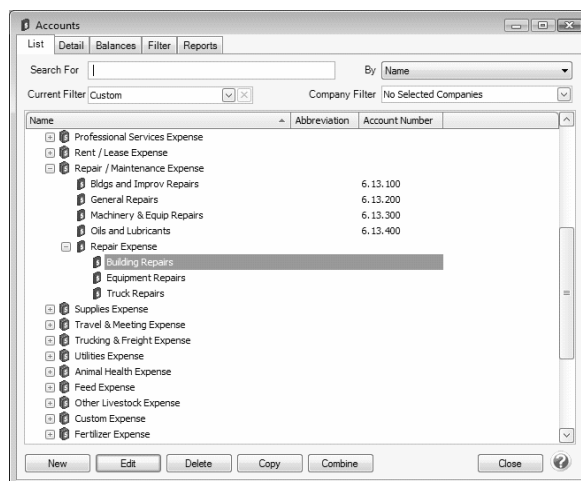 Accounts
List Detail Balances Filter Reports
Search For By Name
Current Filter Custom Company Filter No Selected Companies
Name Abbreviation Account Number
Professional Services Expense
Rent / Lease Expense
Repair / Maintenance Expense
Bldgs and Improv Repairs 6.13.100
General Repairs 6.13.200
Machinery & Equip Repairs 6.13.300
Oils and Lubricants 6.13.400
Repair Expense
Building Repairs
Equipment Repairs
Truck Repairs
Supplies Expense
Travel & Meeting Expense
Trucking & Freight Expense
Utilities Expense
Animal Health Expense
Feed Expense
Other Livestock Expense
Custom Expense
Fertilizer Expense
New Edit Delete Copy Combine Close ?